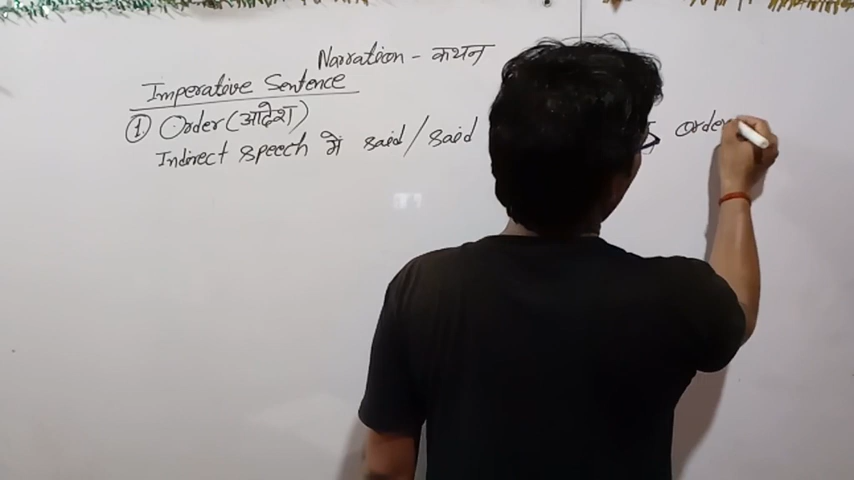 Narration - कथन
Imperative Sentence
① Order (आदेश)
Indirect speech में said/said order